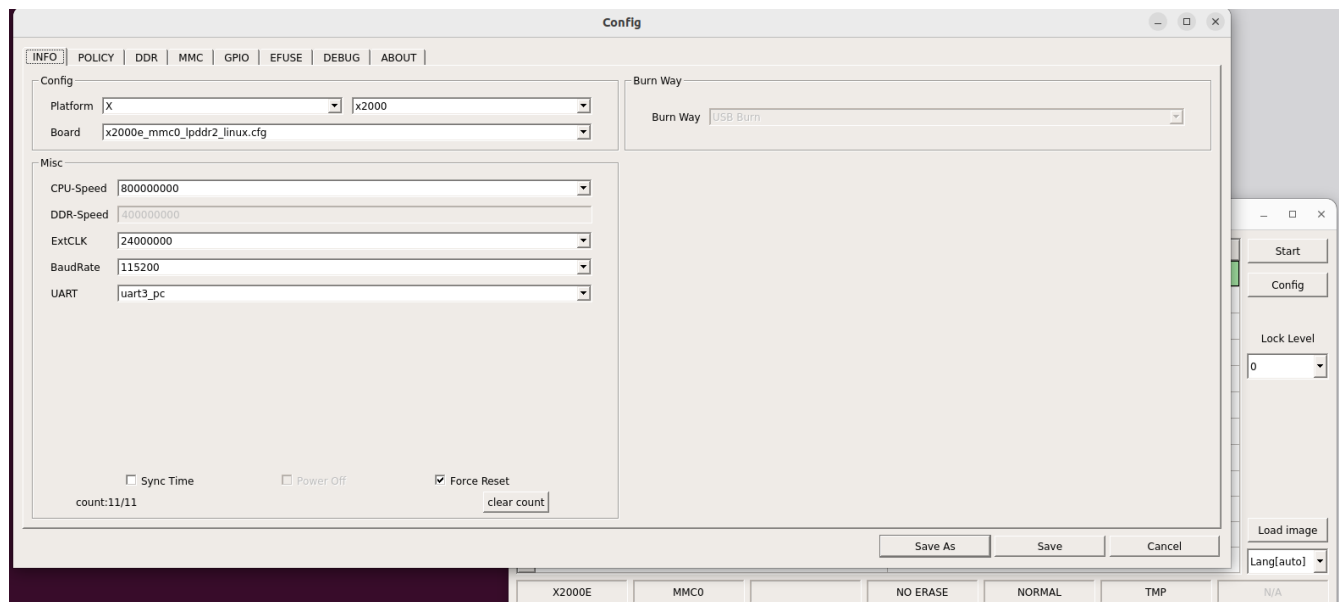 Config
INFO POLICY DDR MMC GPIO EFUSE DEBUG ABOUT
Config
Platform X x2000
Board x2000e_mmc0_lpddr2_linux.cfg
Burn Way
Burn Way USB Burn
Misc
CPU-Speed 800000000
DDR-Speed 400000000
ExtCLK 24000000
BaudRate 115200
UART uart3_pc
Sync Time Power Off Force Reset
count:11/11 clear count
Save As Save Cancel
Start
Config
Lock Level
0
Load image
Lang[auto]
X2000E MMC0 NO ERASE NORMAL TMP N/A